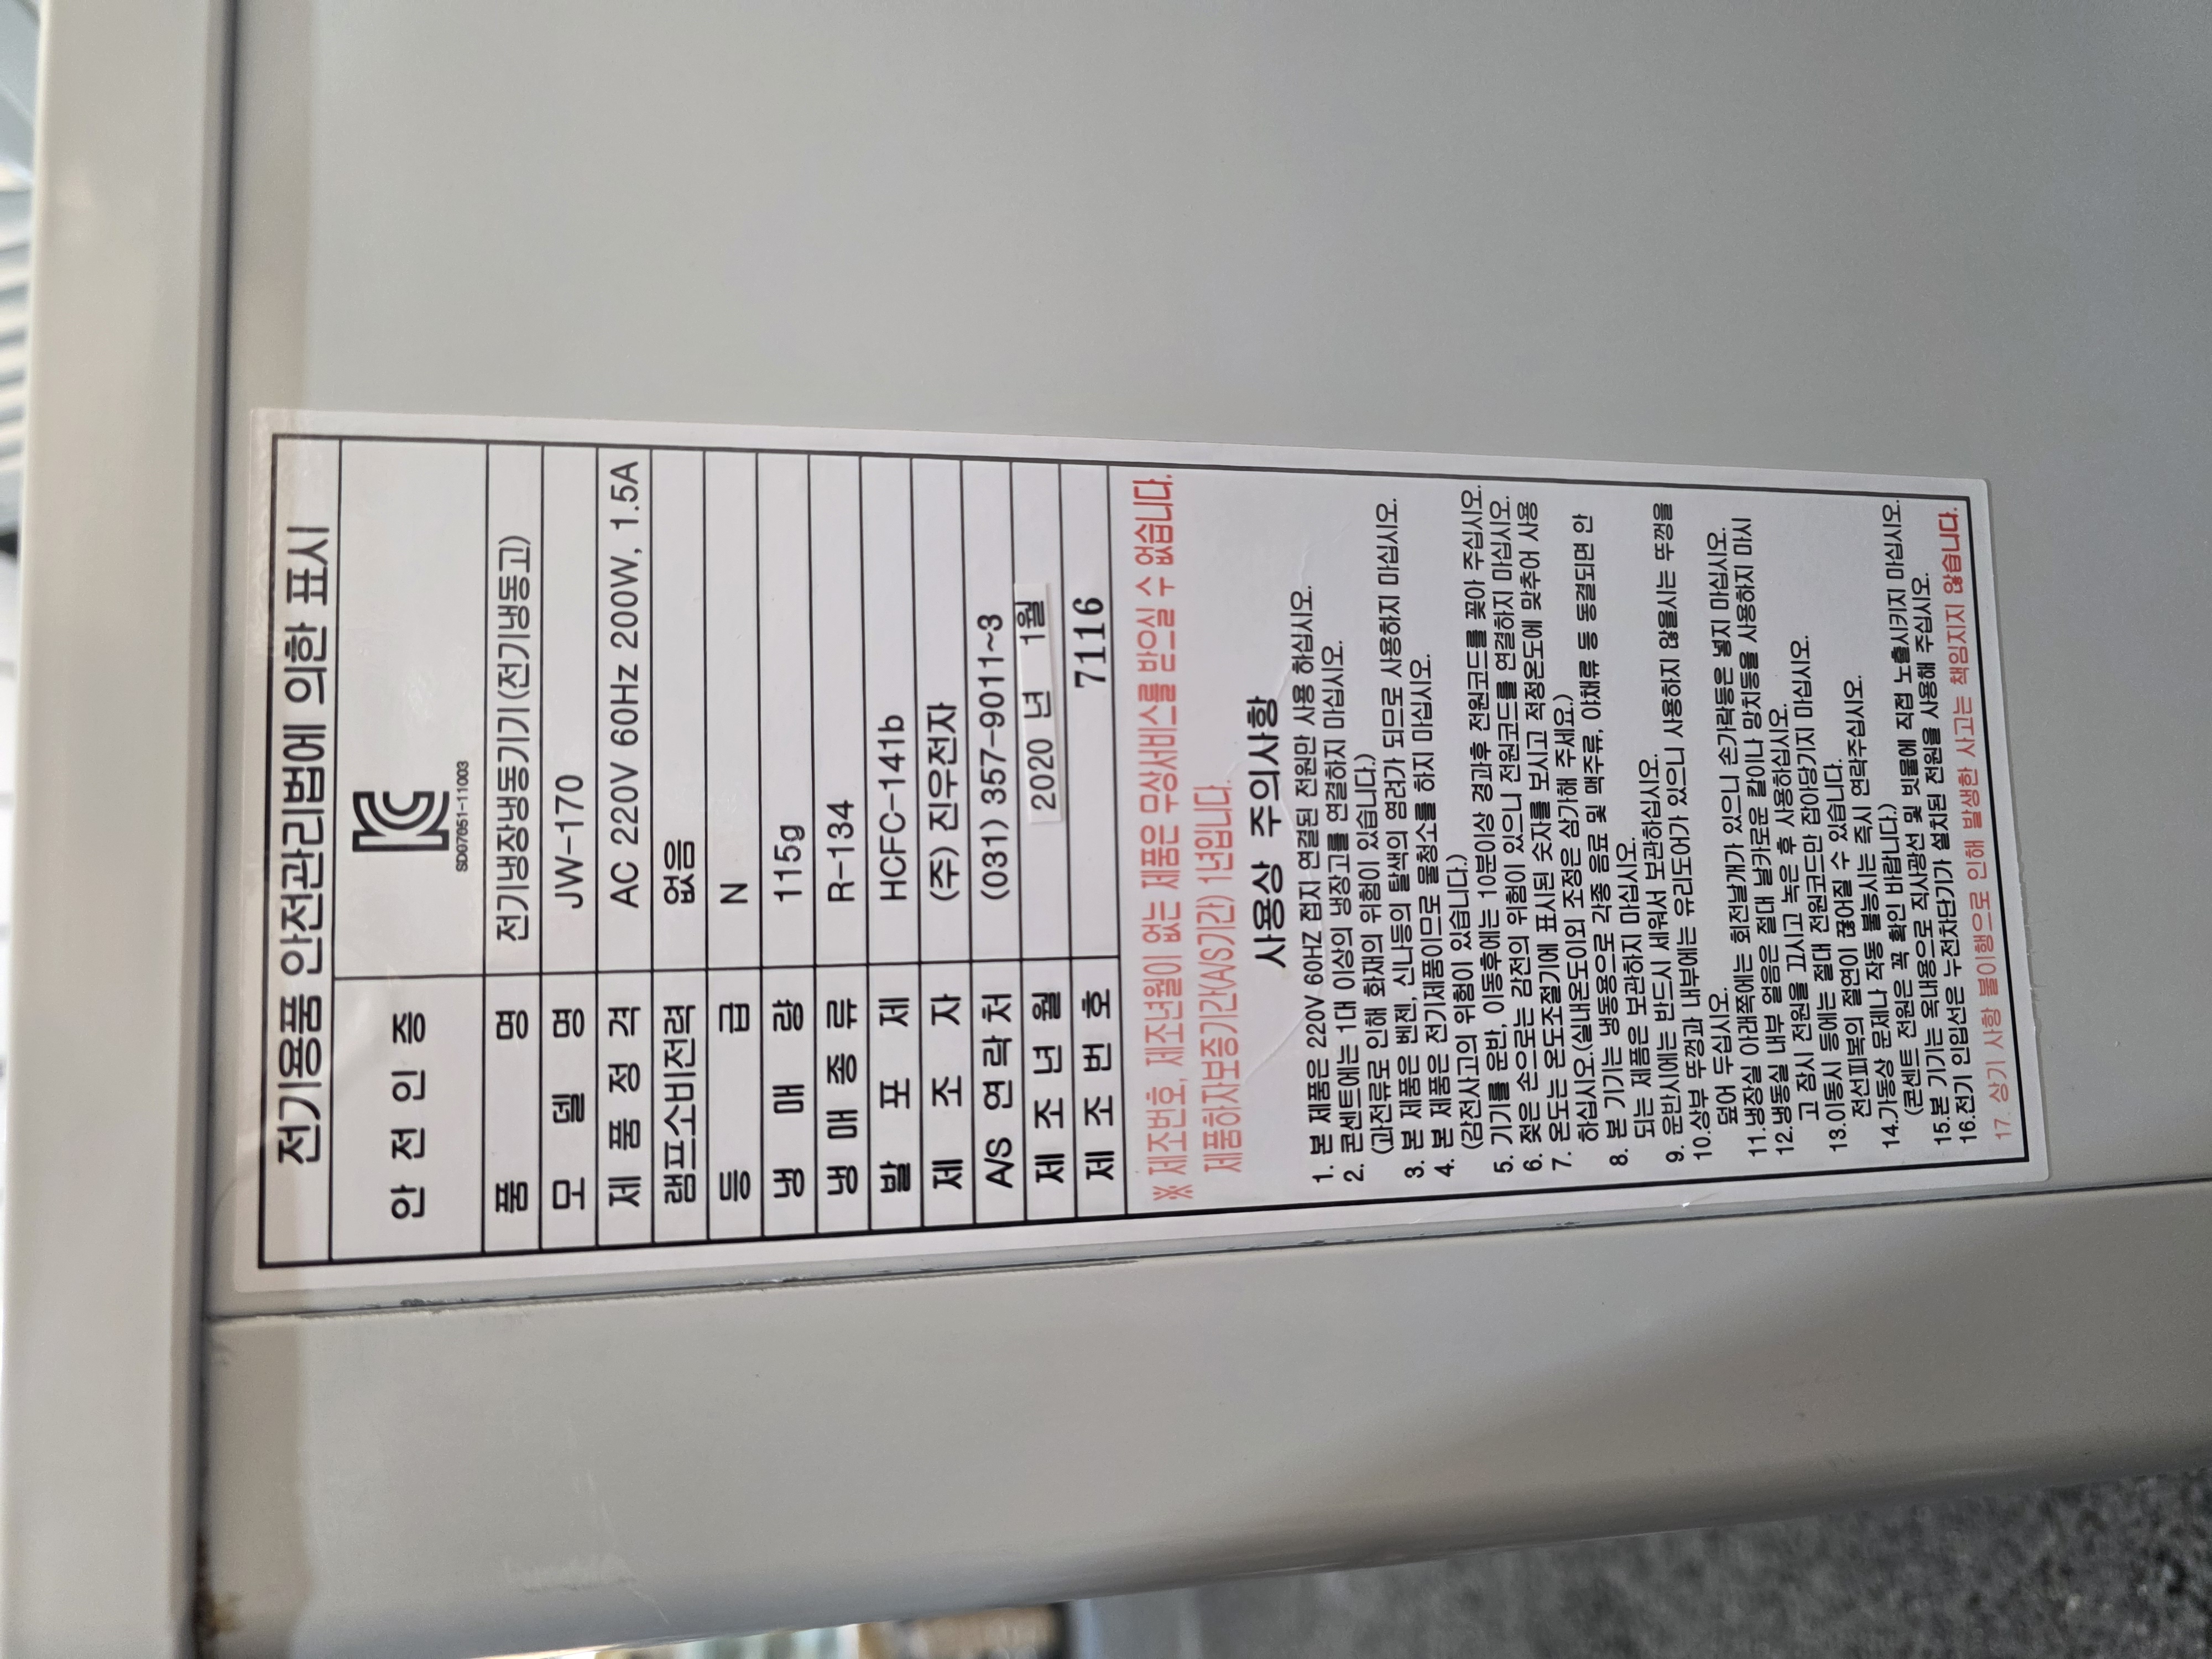 전기용품 안전관리법에 의한 표시
안 전 인 증
SD07051-11003
품 명 전기냉장냉동기기(전기냉동고)
모 델 명 JW-170
제 품 정 격 AC 220V 60Hz 200W, 1.5A
램프소비전력 없음
등 급 N
냉 매 량 115g
냉 매 종 류 R-134
발 포 제 HCFC-141b
제 조 자 (주) 진우전자
A/S 연 락 처 (031) 357-9011~3
제 조 년 월 2020 년 1월
제 조 번 호 7116
※ 제조번호, 제조년월이 없는 제품은 무상서비스를 받으실 수 없습니다.
제품하자보증기간(A/S기간) 1년입니다.
사용상 주의사항
1. 본 제품은 220V 60HZ 접지 연결된 전원만 사용 하십시오.
2. 콘센트에는 1대 이상의 냉장고를 연결하지 마십시오.
(과전류로 인해 화재의 위험이 있습니다.)
3. 본 제품은 벤젠, 신나등의 탈색의 염려가 되므로 사용하지 마십시오.
4. 본 제품은 전기제품이므로 물청소를 하지 마십시오.
(감전사고의 위험이 있습니다.)
5. 기기를 운반, 이동후에는 10분이상 경과후 전원코드를 꽂아 주십시오.
6. 젖은 손으로는 감전의 위험이 있으니 전원코드를 연결하지 마십시오.
7. 온도는 온도조절기에 표시된 숫자를 보시고 적정온도에 맞추어 사용
하십시오.(실내온도이외 조정은 삼가해 주세요.)
8. 본 기기는 냉동용으로 각종 음료 및 맥주류, 야채류 등 동결되면 안
되는 제품은 보관하지 마십시오.
9. 운반시에는 반드시 세워서 보관하십시오.
10.상부 뚜껑과 내부에는 유리도어가 있으니 사용하지 않을시는 뚜껑을
덮어 두십시오.
11.냉장실 아래쪽에는 회전날개가 있으니 손가락등은 넣지 마십시오.
12.냉동실 내부 얼음은 절대 날카로운 칼이나 망치등을 사용하지 마시
고 잠시 전원을 끄시고 녹은 후 사용하십시오.
13.이동시 등에는 절대 전원코드만 잡아당기지 마십시오.
전선피복의 절연이 끊어질 수 있습니다.
14.가동상 문제나 작동 불능시는 즉시 연락주십시오.
(콘센트 전원은 꼭 확인 바랍니다.)
15.본 기기는 옥내용으로 직사광선 및 빗물에 직접 노출시키지 마십시오.
16.전기 인입선은 누전차단기가 설치된 전원을 사용해 주십시오.
17. 상기 사항 불이행으로 인해 발생한 사고는 책임지지 않습니다.